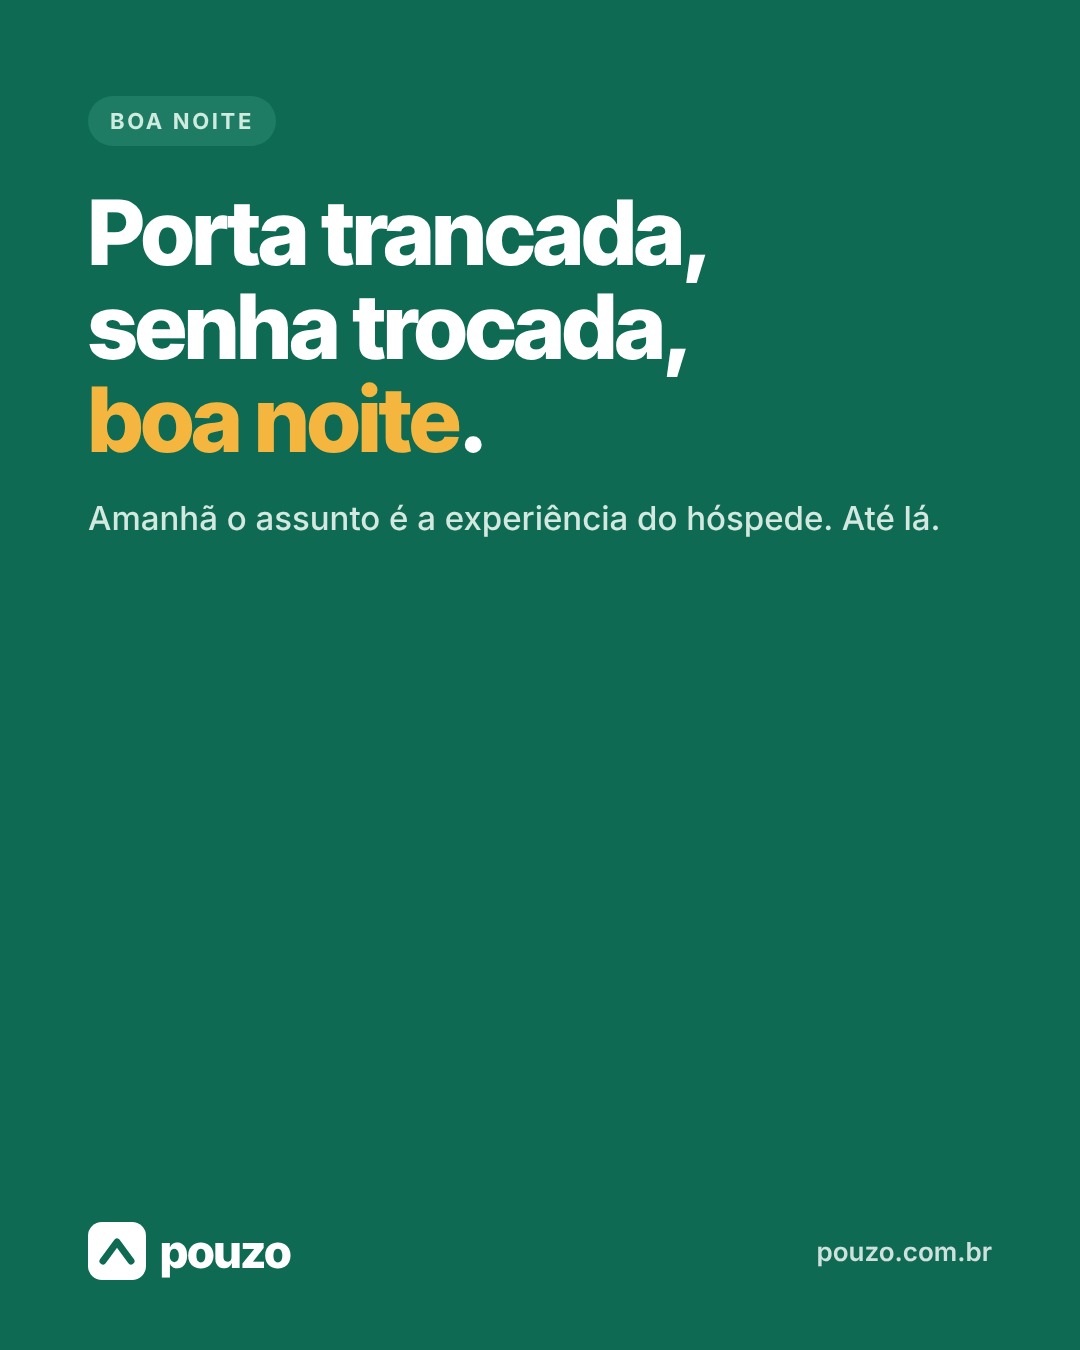 BOA NOITE
Porta trancada,
senha trocada,
boa noite.
Amanhã o assunto é a experiência do hóspede. Até lá.
pouzo
pouzo.com.br